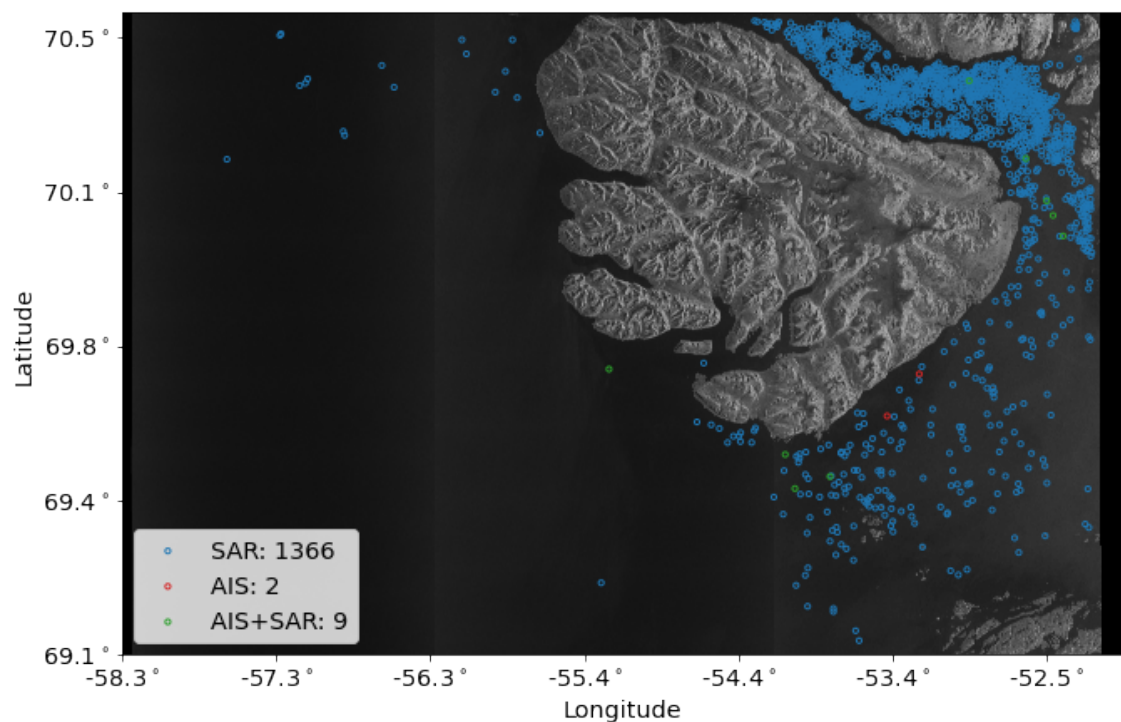 70.5°
70.1°
69.8°
69.4°
69.1°
Latitude
SAR: 1366
AIS: 2
AIS+SAR: 9
-58.3° -57.3° -56.3° -55.4° -54.4° -53.4° -52.5°
Longitude